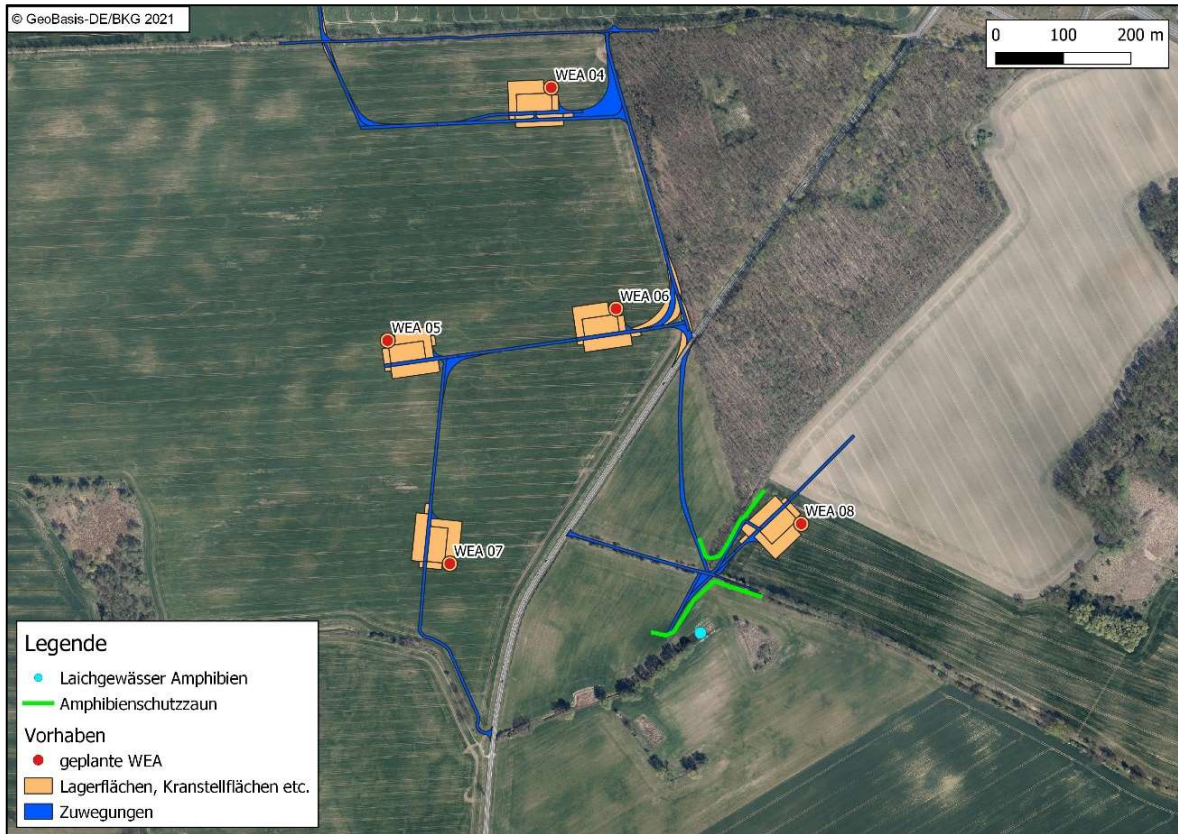 © GeoBasis-DE/BKG 2021
0 100 200 m
WEA 04
WEA 06
WEA 05
WEA 08
WEA 07
Legende
Laichgewässer Amphibien
Amphibienschutzzaun
Vorhaben
geplante WEA
Lagerflächen, Kranstellflächen etc.
Zuwegungen